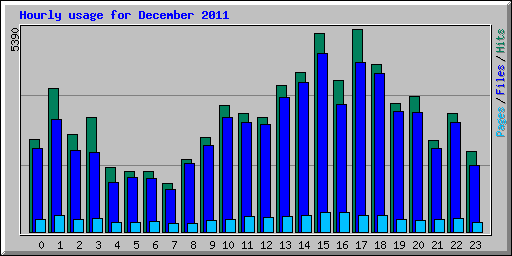 Hourly usage for December 2011
5390
Pages / Files / Hits
0 1 2 3 4 5 6 7 8 9 10 11 12 13 14 15 16 17 18 19 20 21 22 23